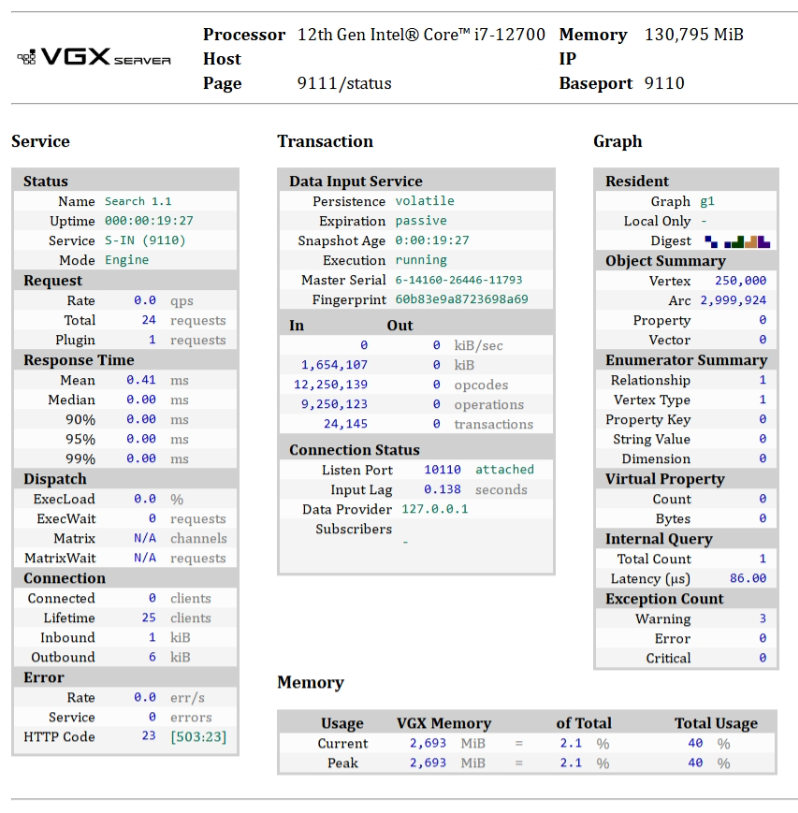 VGX SERVER
Processor 12th Gen Intel® Core™ i7-12700 Memory 130,795 MiB
Host IP
Page 9111/status Baseport 9110
Service
Status
Name Search 1.1
Uptime 000:00:19:27
Service S-IN (9110)
Mode Engine
Request
Rate 0.0 qps
Total 24 requests
Plugin 1 requests
Response Time
Mean 0.41 ms
Median 0.00 ms
90% 0.00 ms
95% 0.00 ms
99% 0.00 ms
Dispatch
ExecLoad 0.0 %
ExecWait 0 requests
Matrix N/A channels
MatrixWait N/A requests
Connection
Connected 0 clients
Lifetime 25 clients
Inbound 1 kiB
Outbound 6 kiB
Error
Rate 0.0 err/s
Service 0 errors
HTTP Code 23 [503:23]
Transaction
Data Input Service
Persistence volatile
Expiration passive
Snapshot Age 0:00:19:27
Execution running
Master Serial 6-14160-26446-11793
Fingerprint 60b83e9a8723698a69
In Out
0 0 kiB/sec
1,654,107 0 kiB
12,250,139 0 opcodes
9,250,123 0 operations
24,145 0 transactions
Connection Status
Listen Port 10110 attached
Input Lag 0.138 seconds
Data Provider 127.0.0.1
Subscribers
-
Graph
Resident
Graph g1
Local Only -
Digest
Object Summary
Vertex 250,000
Arc 2,999,924
Property 0
Vector 0
Enumerator Summary
Relationship 1
Vertex Type 1
Property Key 0
String Value 0
Dimension 0
Virtual Property
Count 0
Bytes 0
Internal Query
Total Count 1
Latency (μs) 86.00
Exception Count
Warning 3
Error 0
Critical 0
Memory
Usage VGX Memory of Total Total Usage
Current 2,693 MiB = 2.1 % 40 %
Peak 2,693 MiB = 2.1 % 40 %